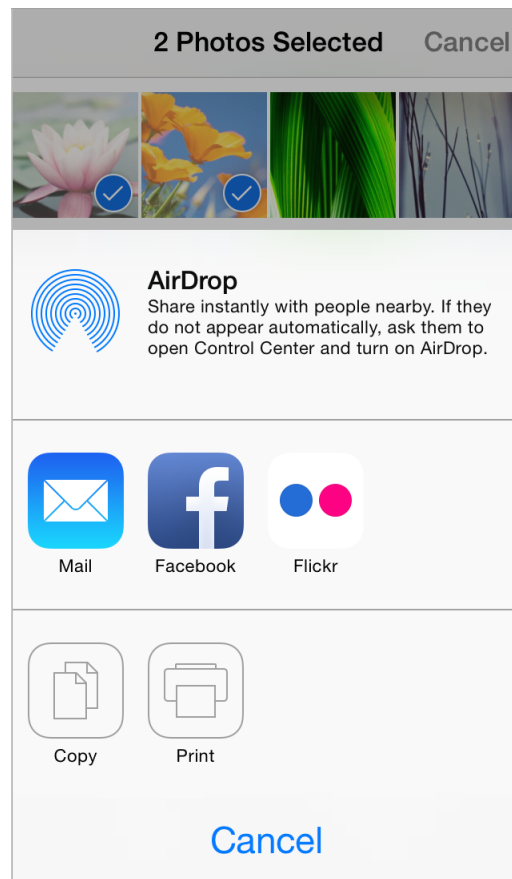 2 Photos Selected Cancel
AirDrop
Share instantly with people nearby. If they
do not appear automatically, ask them to
open Control Center and turn on AirDrop.
Mail Facebook Flickr
Copy Print
Cancel